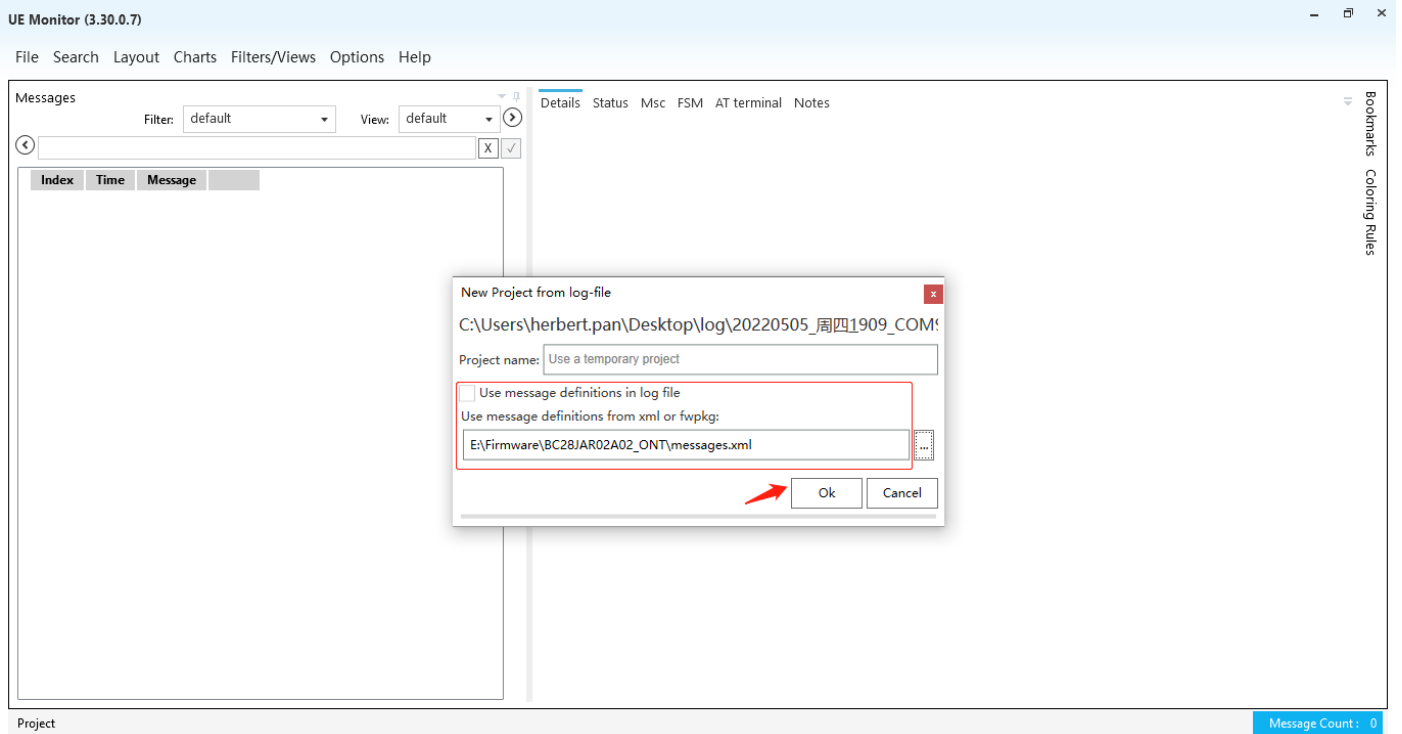 UE Monitor (3.30.0.7)
File Search Layout Charts Filters/Views Options Help
Messages
Filter: default View: default
X ✓
Index Time Message
Details Status Msc FSM AT terminal Notes
Bookmarks Coloring Rules
New Project from log-file
x
C:\Users\herbert.pan\Desktop\log\20220505_周四1909_COM9
Project name: Use a temporary project
Use message definitions in log file
Use message definitions from xml or fwpkg:
E:\Firmware\BC28JAR02A02_ONT\messages.xml
...
Ok Cancel
Project Message Count: 0